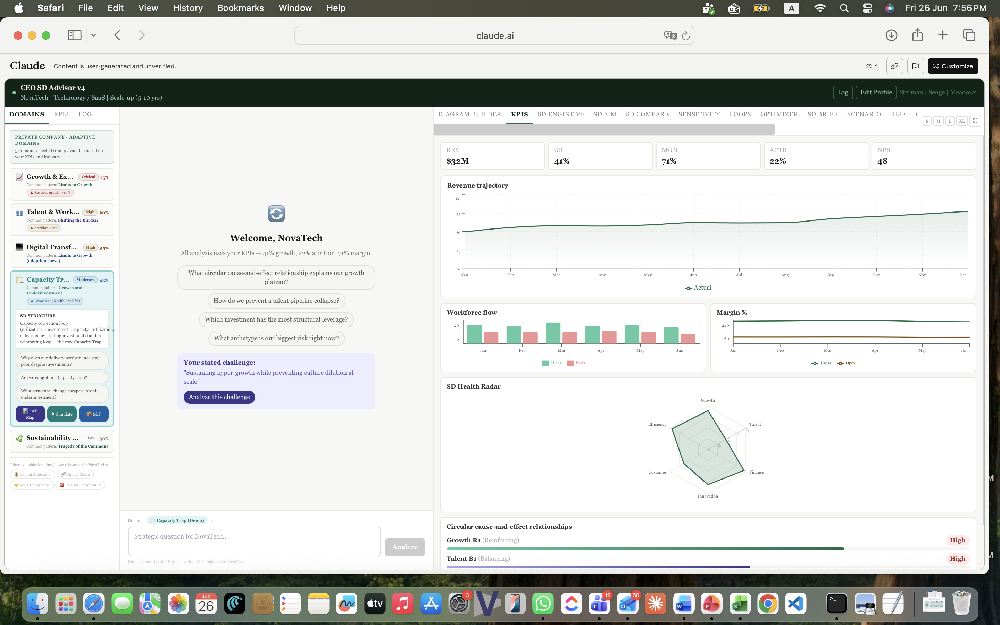 Safari File Edit View History Bookmarks Window Help
A
Fri 26 Jun 7:56 PM
claude.ai
Claude
Content is user-generated and unverified.
6
Customize
CEO SD Advisor v4
NovaTech | Technology / SaaS | Scale-up (5-10 yrs)
Log
Edit Profile
Sterman | Senge | Meadows
DOMAINS KPIS LOG
PRIVATE COMPANY · ADAPTIVE
DOMAINS
5 domains selected from 9 available based on
your KPIs and industry.
Growth & Ex... Critical 75%
Common pattern: Limits to Growth
▲ Revenue growth >10%
Talent & Work... High 60%
Common pattern: Shifting the Burden
▲ Attrition >12%
Digital Transf... High 55%
Common pattern: Limits to Growth
(adoption curve)
Capacity Tr... Moderate 45%
Common pattern: Growth and
Underinvestment
▲ Growth >15% with low R&D
SD STRUCTURE
Capacity correction loop
(utilization→investment→capacity→utilization)
subverted by eroding investment standard
reinforcing loop — the core Capacity Trap
Why does our delivery performance stay
poor despite investments?
Are we caught in a Capacity Trap?
What structural change escapes chronic
underinvestment?
C&E
Map
▶ Simulate
S&F
Sustainability ... Low 30%
Common pattern: Tragedy of the Commons
Other available domains (lower relevance for NovaTech):
Capital Allocation
Supply Chain
M&A Integration
Crisis & Turnaround
Welcome, NovaTech
All analysis uses your KPIs — 41% growth, 22% attrition, 71% margin.
What circular cause-and-effect relationship explains our growth
plateau?
How do we prevent a talent pipeline collapse?
Which investment has the most structural leverage?
What archetype is our biggest risk right now?
Your stated challenge:
"Sustaining hyper-growth while preventing culture dilution at
scale"
Analyze this challenge
Domain: Capacity Trap (Demo) x
Strategic question for NovaTech...
Analyze
Enter to send | Shift+Enter new line | SD analysis for NovaTech
DIAGRAM BUILDER KPIS SD ENGINE V2 SD SIM SD COMPARE SENSITIVITY LOOPS OPTIMIZER SD BRIEF SCENARIO RISK
S M L XL
REV
$32M
GR
41%
MGN
71%
ATTR
22%
NPS
48
Revenue trajectory
60
45
30
15
0
Jan Feb Mar Apr May Jun Jul Aug Sep Oct Nov Dec
Actual
Workforce flow
20
5
Jan Feb Mar Apr May Jun
Hires Exits
Margin %
240
60
Jan Feb Mar Apr May Jun
Gross Opex
SD Health Radar
Growth
Talent
Finance
Innovation
Customer
Efficiency
0
25
75
100
Circular cause-and-effect relationships
Growth R1 (Reinforcing) High
Talent B1 (Balancing) High
JUN
26
tv
3
19
50